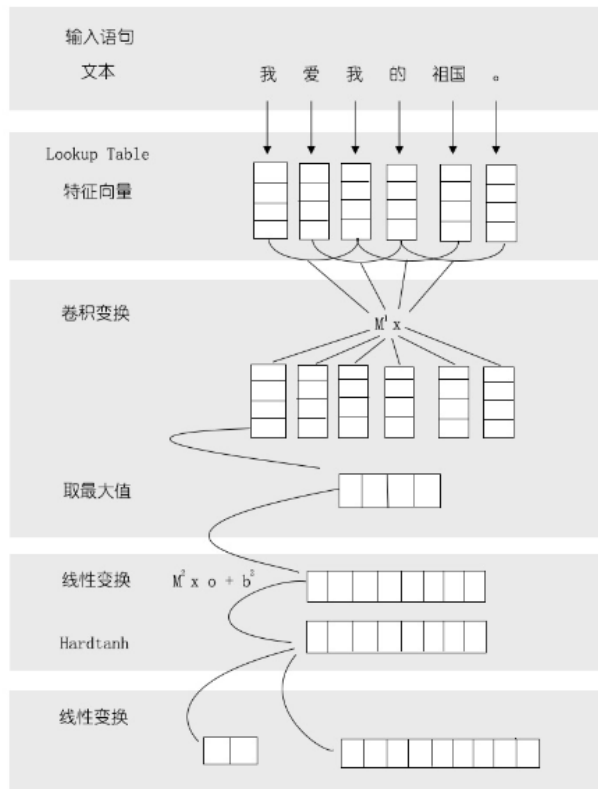 输入语句
文本 我 爱 我 的 祖国 。
Lookup Table
特征向量
卷积变换
M¹ x
取最大值
线性变换 M² x o + b²
Hardtanh
线性变换